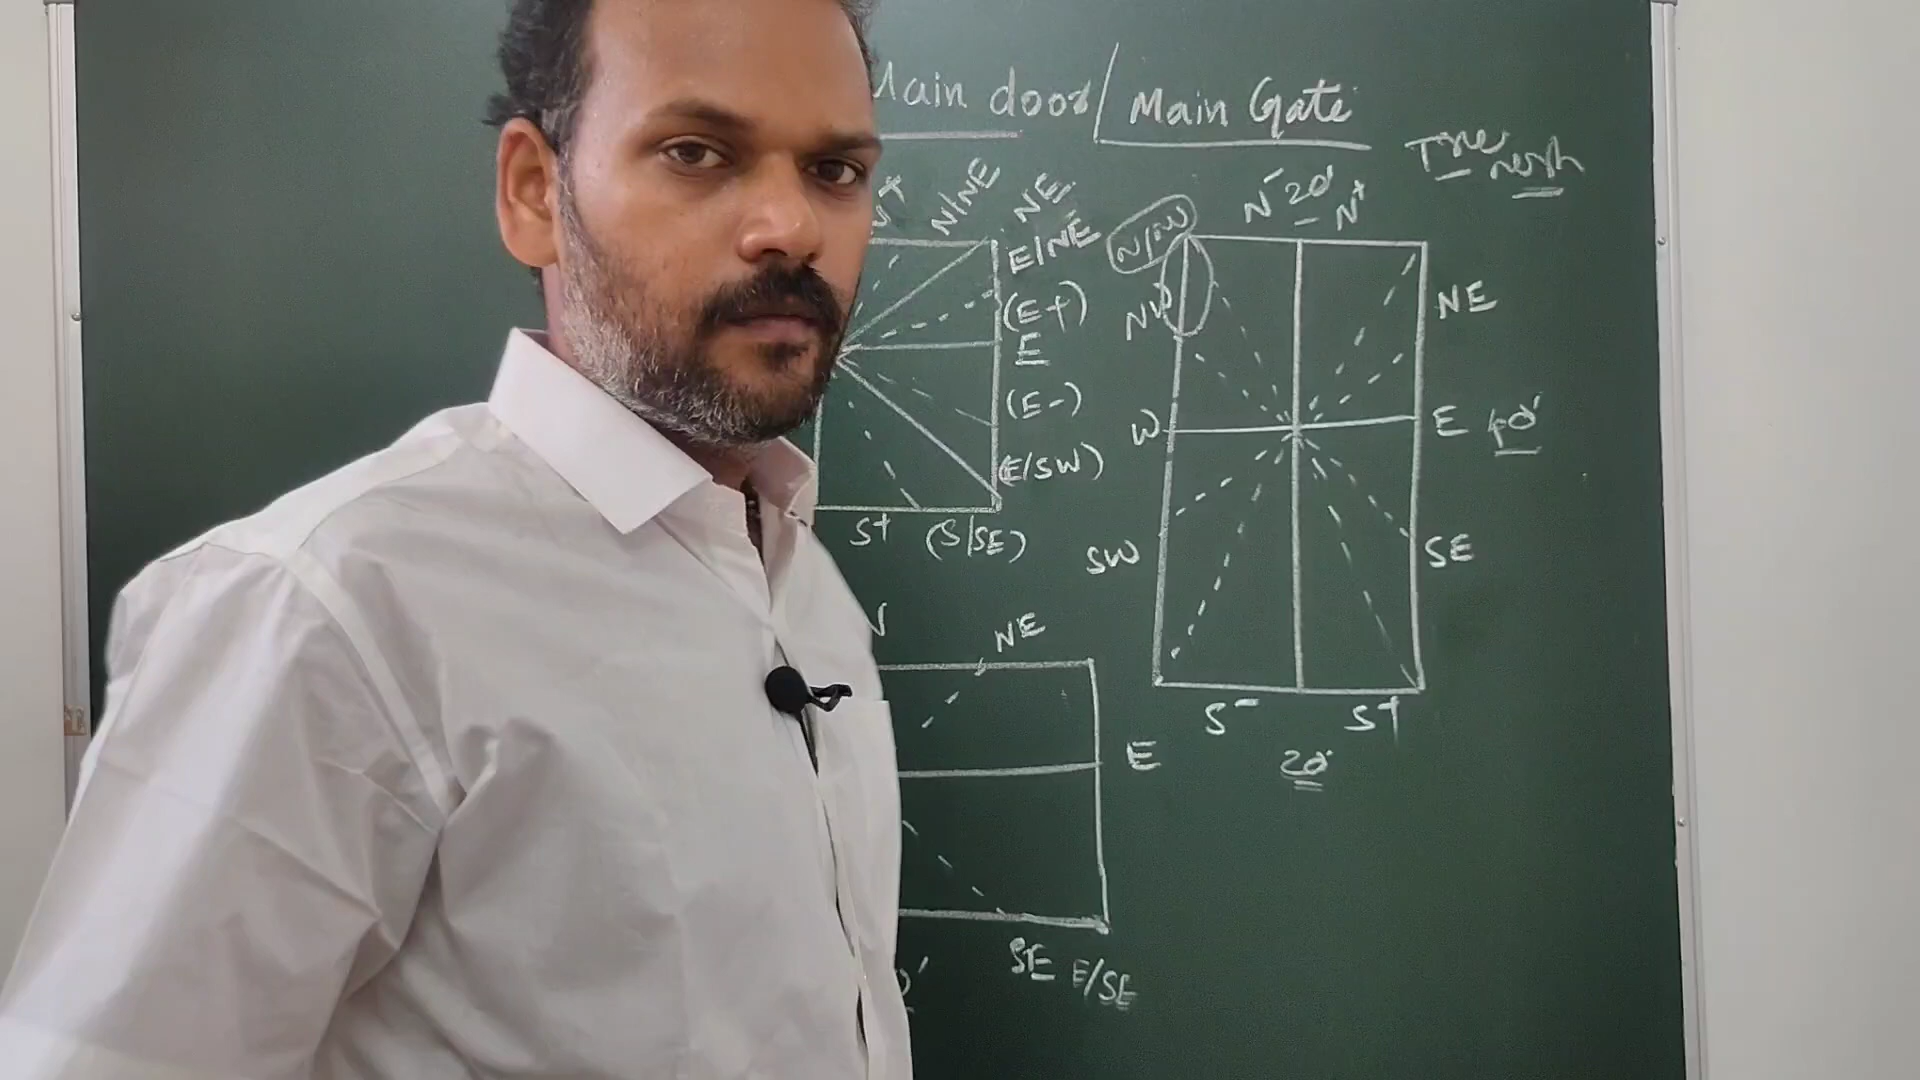 Main door / Main Gate
True North
N/NE
NE
E/NE
(E+)
E
(E-)
(E/SW)
S+ (S/SE)
N- 20' N+
N/NW
NW
NE
W
E 40'
SW
SE
S- S+
20'
NE
E
SE E/SE